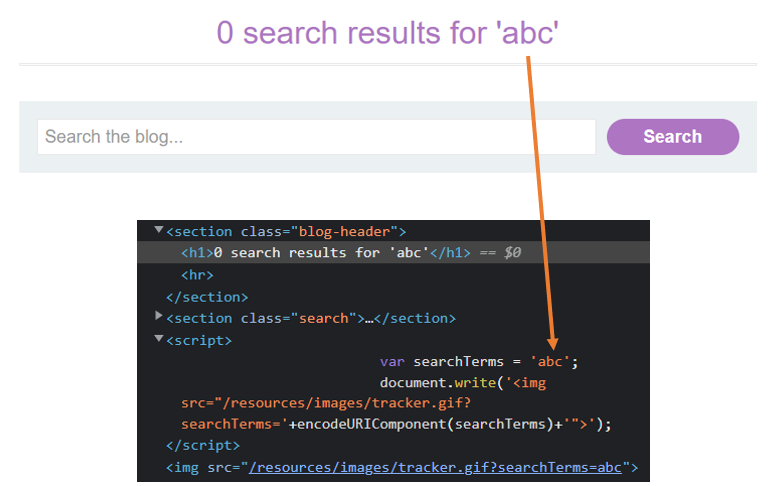 0 search results for 'abc'
Search the blog...
Search
<section class="blog-header">
<h1>0 search results for 'abc'</h1> == $0
<hr>
</section>
<section class="search">…</section>
<script>
var searchTerms = 'abc';
document.write('<img
src="/resources/images/tracker.gif?
searchTerms='+encodeURIComponent(searchTerms)+'">');
</script>
<img src="/resources/images/tracker.gif?searchTerms=abc">